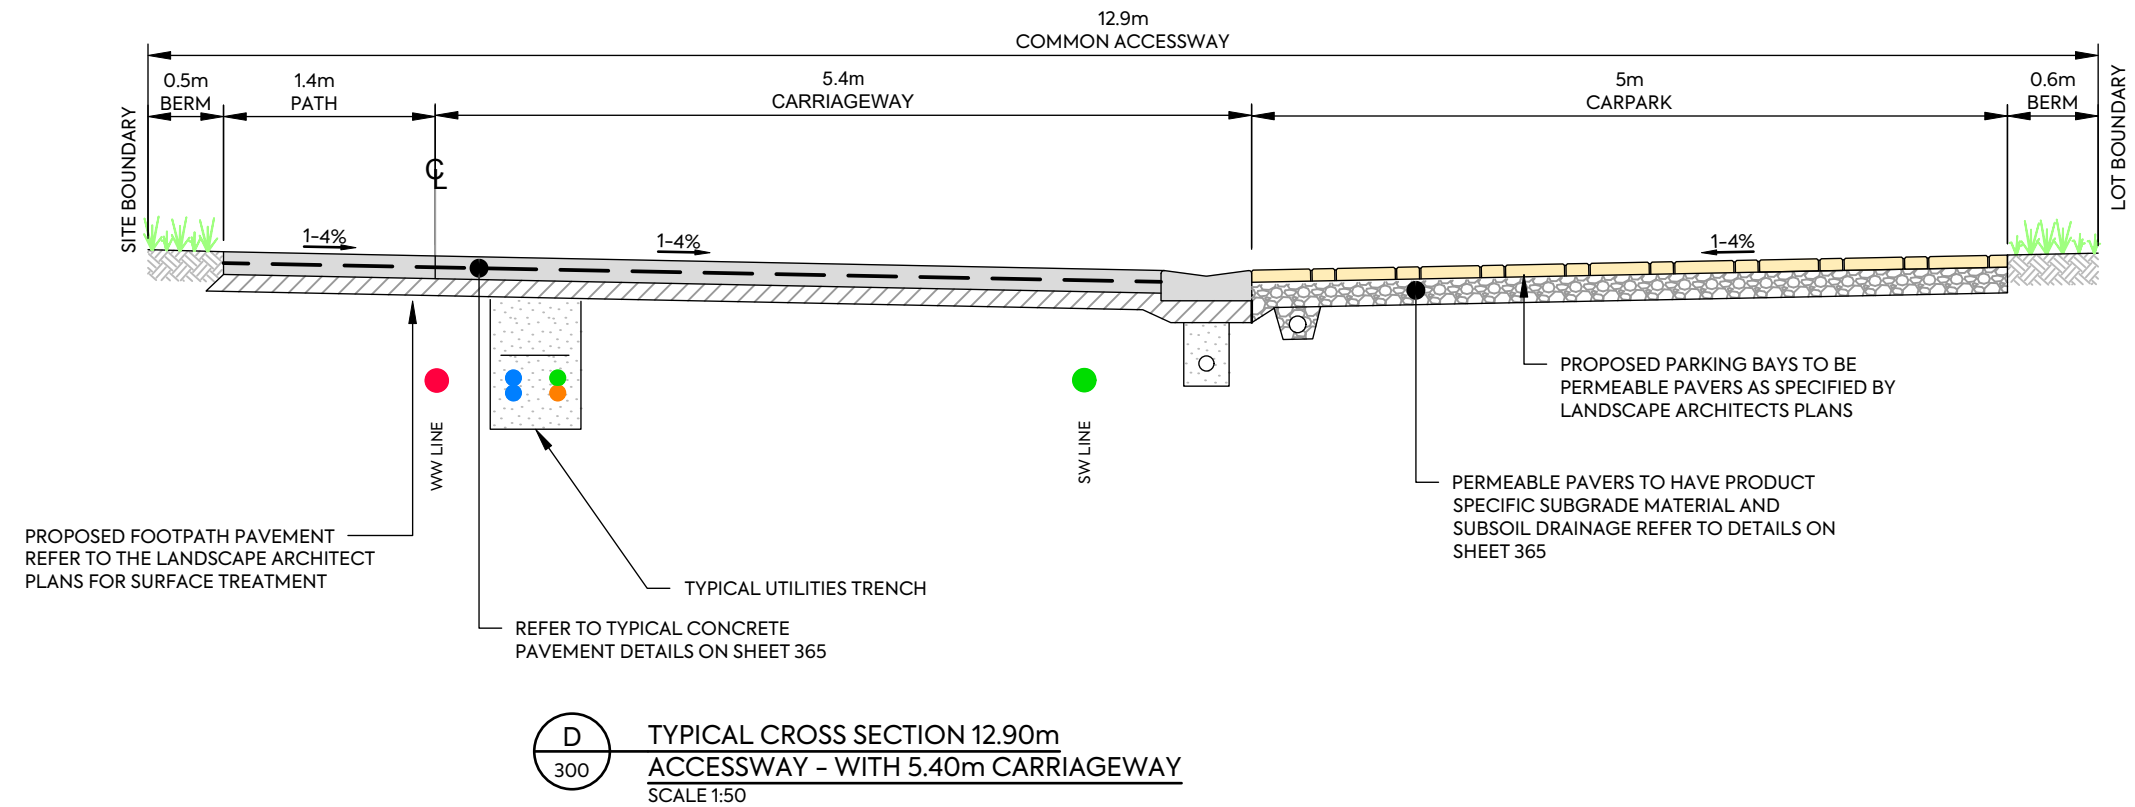 12.9m
COMMON ACCESSWAY
0.5m
BERM
1.4m
PATH
5.4m
CARRIAGEWAY
5m
CARPARK
0.6m
BERM
SITE BOUNDARY
LOT BOUNDARY
℄
1-4%
1-4%
1-4%
WW LINE
SW LINE
PROPOSED PARKING BAYS TO BE
PERMEABLE PAVERS AS SPECIFIED BY
LANDSCAPE ARCHITECTS PLANS
PERMEABLE PAVERS TO HAVE PRODUCT
SPECIFIC SUBGRADE MATERIAL AND
SUBSOIL DRAINAGE REFER TO DETAILS ON
SHEET 365
PROPOSED FOOTPATH PAVEMENT
REFER TO THE LANDSCAPE ARCHITECT
PLANS FOR SURFACE TREATMENT
TYPICAL UTILITIES TRENCH
REFER TO TYPICAL CONCRETE
PAVEMENT DETAILS ON SHEET 365
D
300
TYPICAL CROSS SECTION 12.90m
ACCESSWAY - WITH 5.40m CARRIAGEWAY
SCALE 1:50